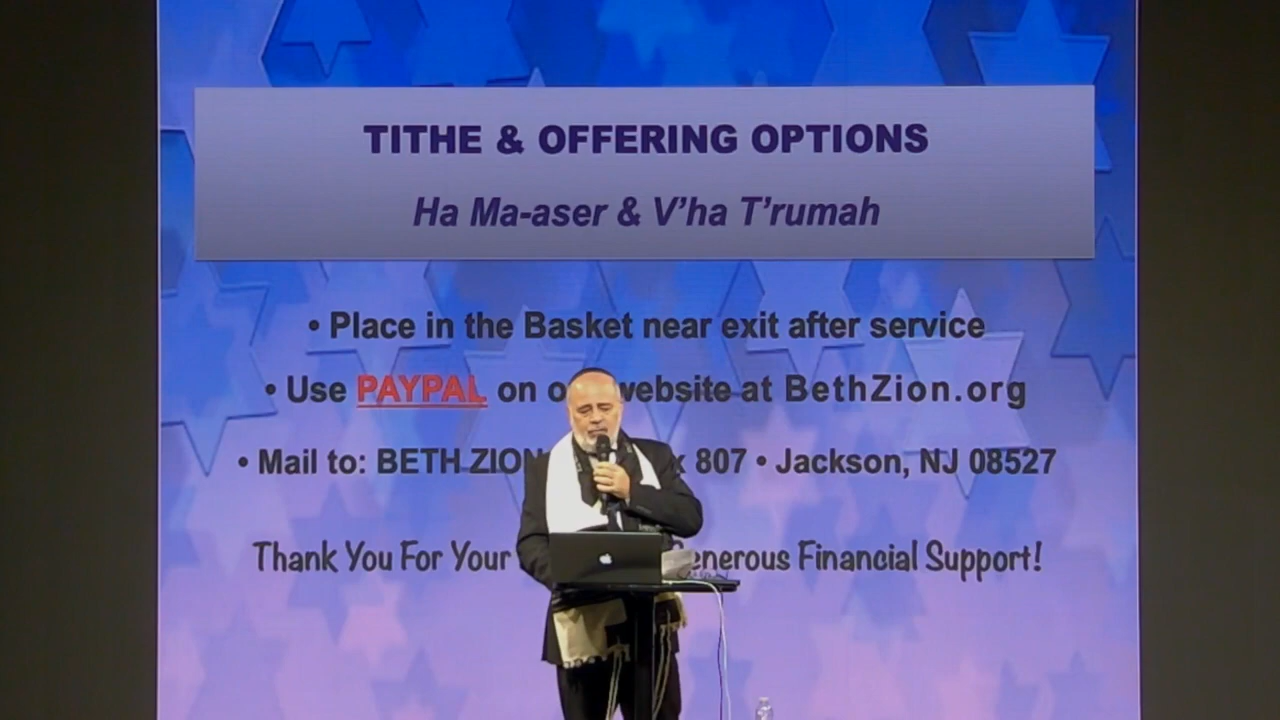 TITHE & OFFERING OPTIONS
Ha Ma-aser & V'ha T'rumah
• Place in the Basket near exit after service
• Use PAYPAL on website at BethZion.org
• Mail to: BETH ZION 807 • Jackson, NJ 08527
Thank You For Your Financial Support!